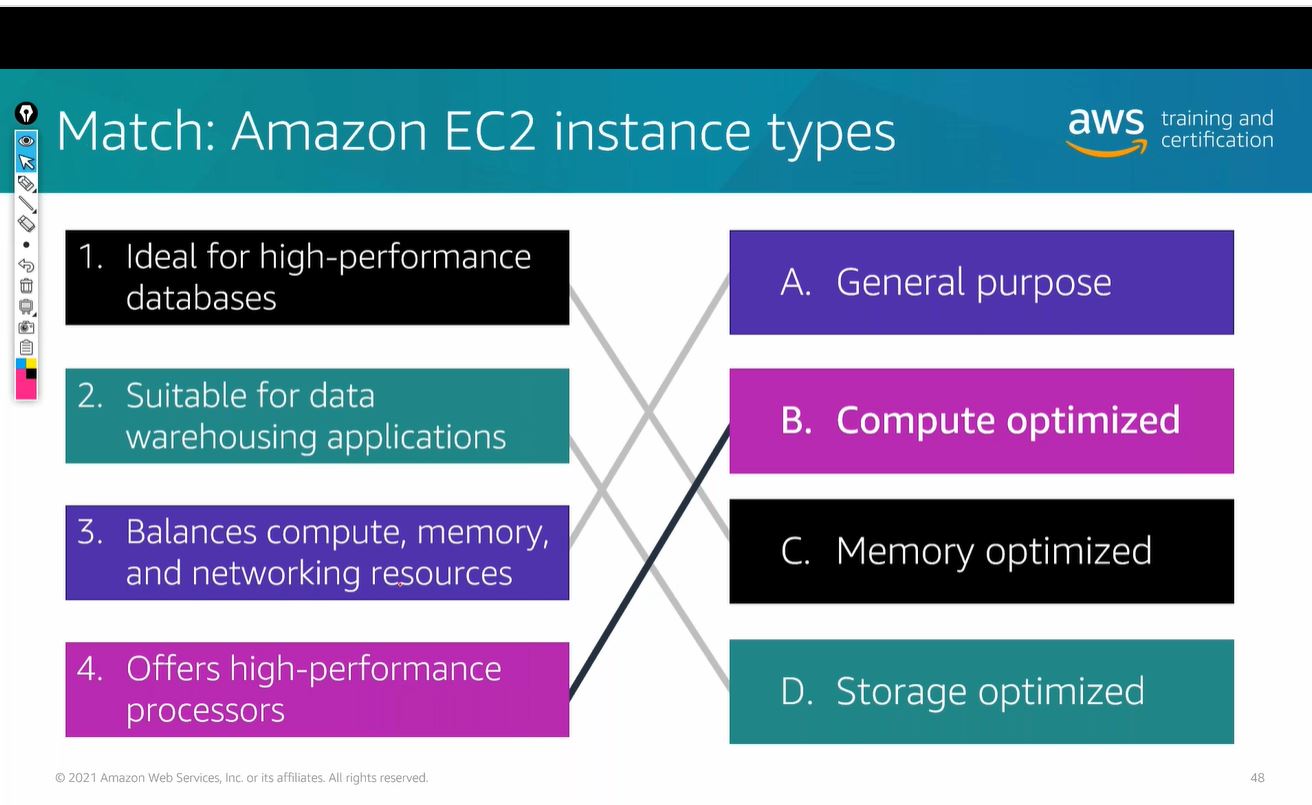 Match: Amazon EC2 instance types
aws training and
certification
1. Ideal for high-performance
databases
2. Suitable for data
warehousing applications
3. Balances compute, memory,
and networking resources
4. Offers high-performance
processors
A. General purpose
B. Compute optimized
C. Memory optimized
D. Storage optimized
© 2021 Amazon Web Services, Inc. or its affiliates. All rights reserved.
48